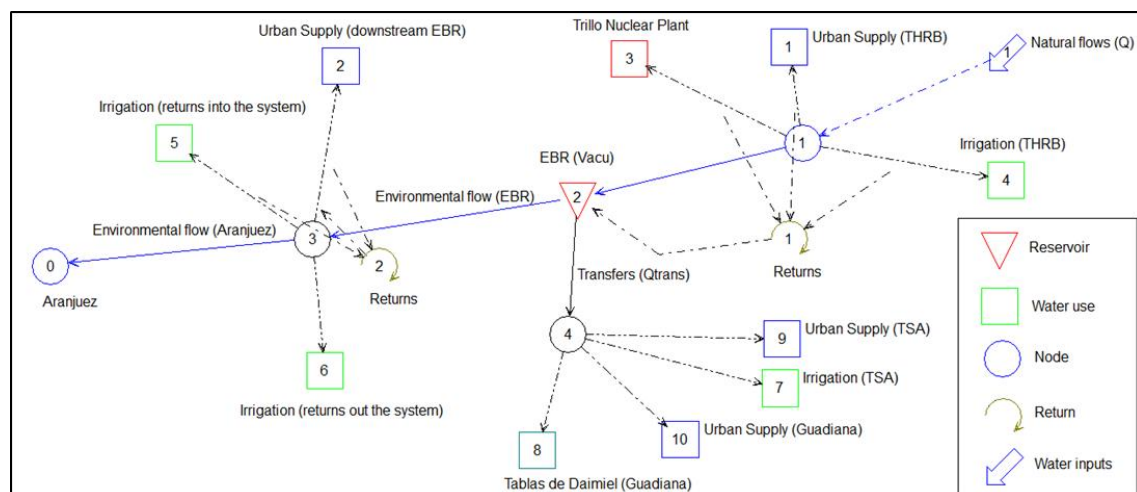 Trillo Nuclear Plant
3
Urban Supply (THRB)
1
1
Natural flows (Q)
Urban Supply (downstream EBR)
2
Irrigation (returns into the system)
5
1
Irrigation (THRB)
4
EBR (Vacu)
2
Environmental flow (EBR)
Environmental flow (Aranjuez)
3
0
Aranjuez
2
Returns
1
Returns
Transfers (Qtrans)
4
6
Irrigation (returns out the system)
9
Urban Supply (TSA)
7
Irrigation (TSA)
8
Tablas de Daimiel (Guadiana)
10
Urban Supply (Guadiana)
Reservoir
Water use
Node
Return
Water inputs